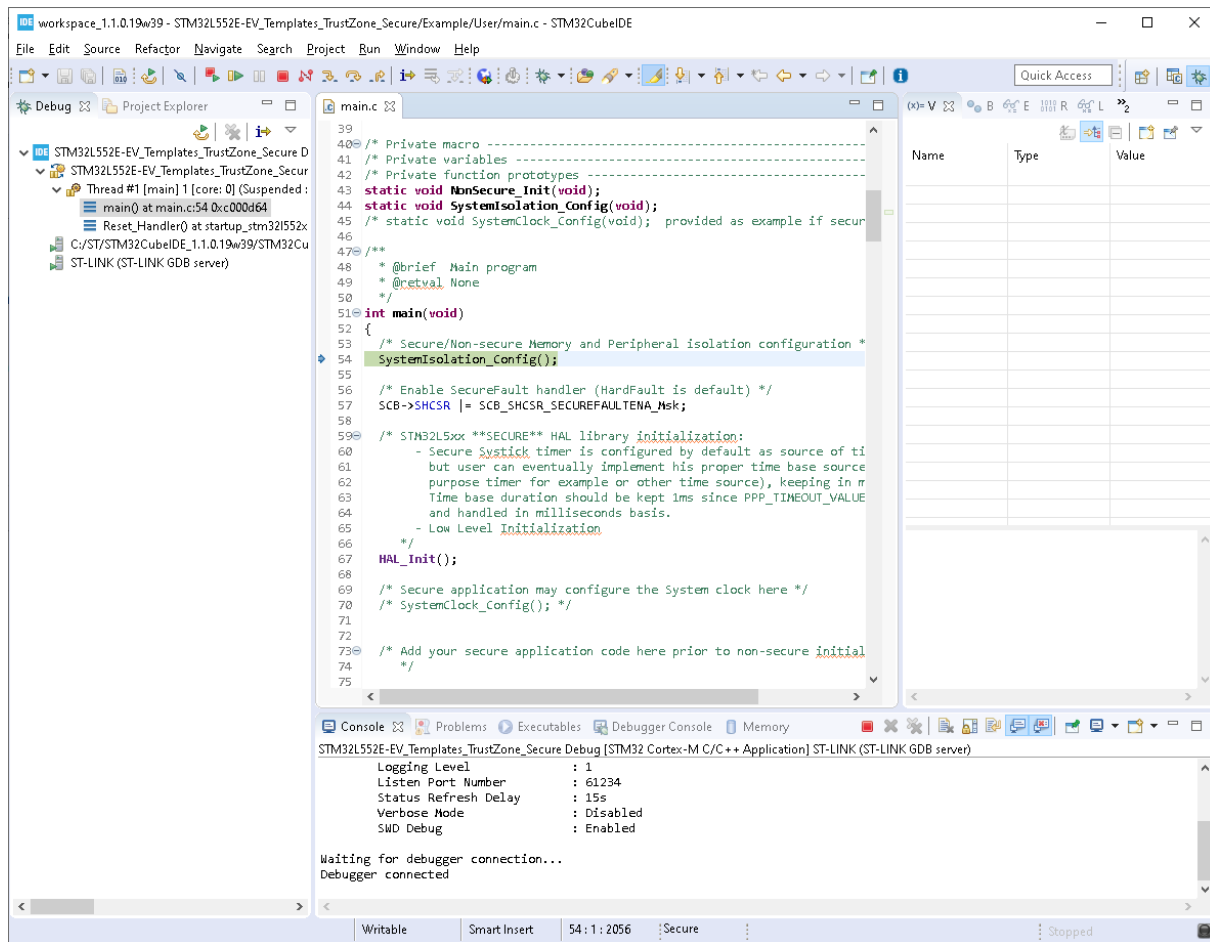 IDE workspace_1.1.0.19w39 - STM32L552E-EV_Templates_TrustZone_Secure/Example/User/main.c - STM32CubeIDE
File Edit Source Refactor Navigate Search Project Run Window Help
Quick Access
Debug Project Explorer
IDE STM32L552E-EV_Templates_TrustZone_Secure D
STM32L552E-EV_Templates_TrustZone_Secur
Thread #1 [main] 1 [core: 0] (Suspended :
main() at main.c:54 0xc000d64
Reset_Handler() at startup_stm32l552x
C:/ST/STM32CubeIDE_1.1.0.19w39/STM32Cu
ST-LINK (ST-LINK GDB server)
main.c
39
40 /* Private macro -----------------------------------------------
41 /* Private variables -------------------------------------------
42 /* Private function prototypes ---------------------------------
43 static void NonSecure_Init(void);
44 static void SystemIsolation_Config(void);
45 /* static void SystemClock_Config(void);  provided as example if secur
46
47 /**
48   * @brief  Main program
49   * @retval None
50   */
51 int main(void)
52 {
53   /* Secure/Non-secure Memory and Peripheral isolation configuration *
54   SystemIsolation_Config();
55
56   /* Enable SecureFault handler (HardFault is default) */
57   SCB->SHCSR |= SCB_SHCSR_SECUREFAULTENA_Msk;
58
59   /* STM32L5xx **SECURE** HAL library initialization:
60        - Secure Systick timer is configured by default as source of ti
61          but user can eventually implement his proper time base source
62          purpose timer for example or other time source), keeping in m
63          Time base duration should be kept 1ms since PPP_TIMEOUT_VALUE
64          and handled in milliseconds basis.
65        - Low Level Initialization
66      */
67   HAL_Init();
68
69   /* Secure application may configure the System clock here */
70   /* SystemClock_Config(); */
71
72
73   /* Add your secure application code here prior to non-secure initial
74      */
75
(x)= V B E R L »2
Name Type Value
Console Problems Executables Debugger Console Memory
STM32L552E-EV_Templates_TrustZone_Secure Debug [STM32 Cortex-M C/C++ Application] ST-LINK (ST-LINK GDB server)
Logging Level : 1
Listen Port Number : 61234
Status Refresh Delay : 15s
Verbose Mode : Disabled
SWD Debug : Enabled
Waiting for debugger connection...
Debugger connected
Writable Smart Insert 54 : 1 : 2056 Secure Stopped